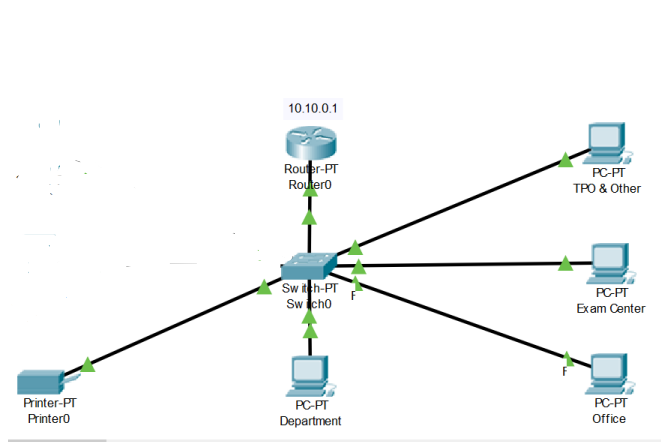 10.10.0.1
Router-PT
Router0
PC-PT
TPO & Other
Switch-PT
Switch0
F
PC-PT
Exam Center
Printer-PT
Printer0
PC-PT
Department
F
PC-PT
Office